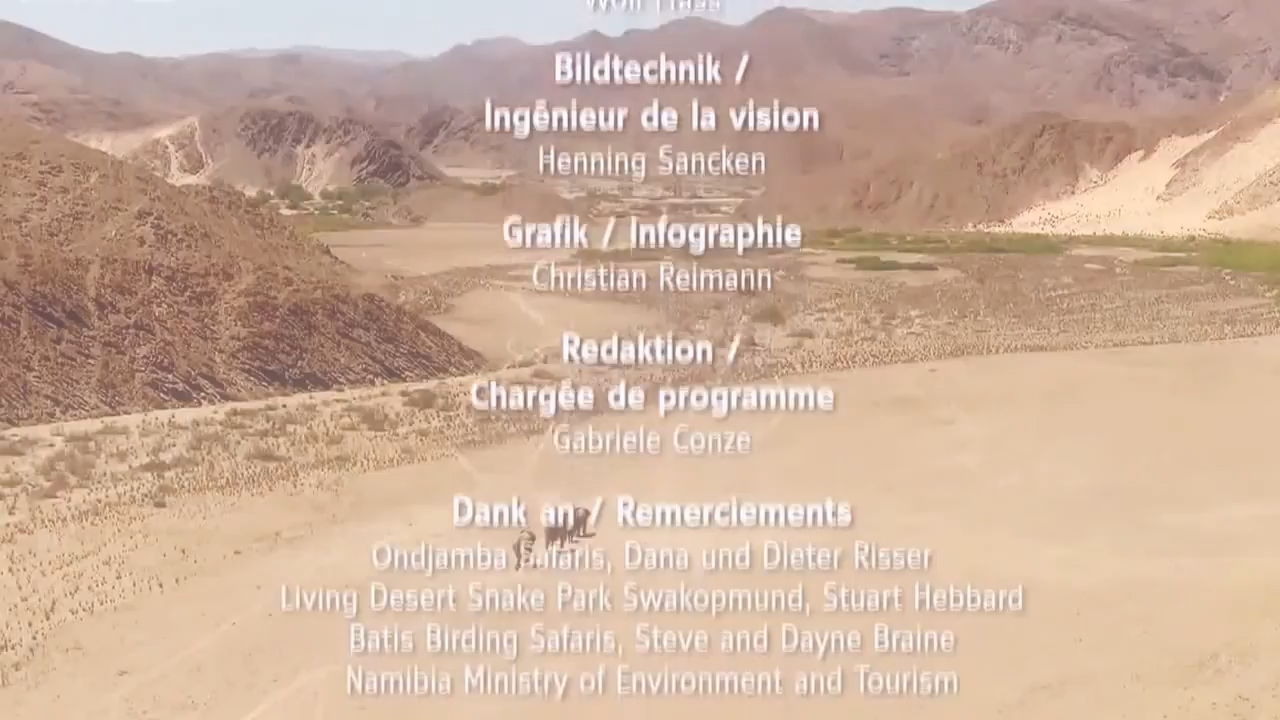 Bildtechnik /
Ingénieur de la vision
Henning Sancken
Grafik / Infographie
Christian Reimann
Redaktion /
Chargée de programme
Gabriele Conze
Dank an / Remerciements
Ondjamba Safaris, Dana und Dieter Risser
Living Desert Snake Park Swakopmund, Stuart Hebbard
Batis Birding Safaris, Steve and Dayne Braine
Namibia Ministry of Environment and Tourism